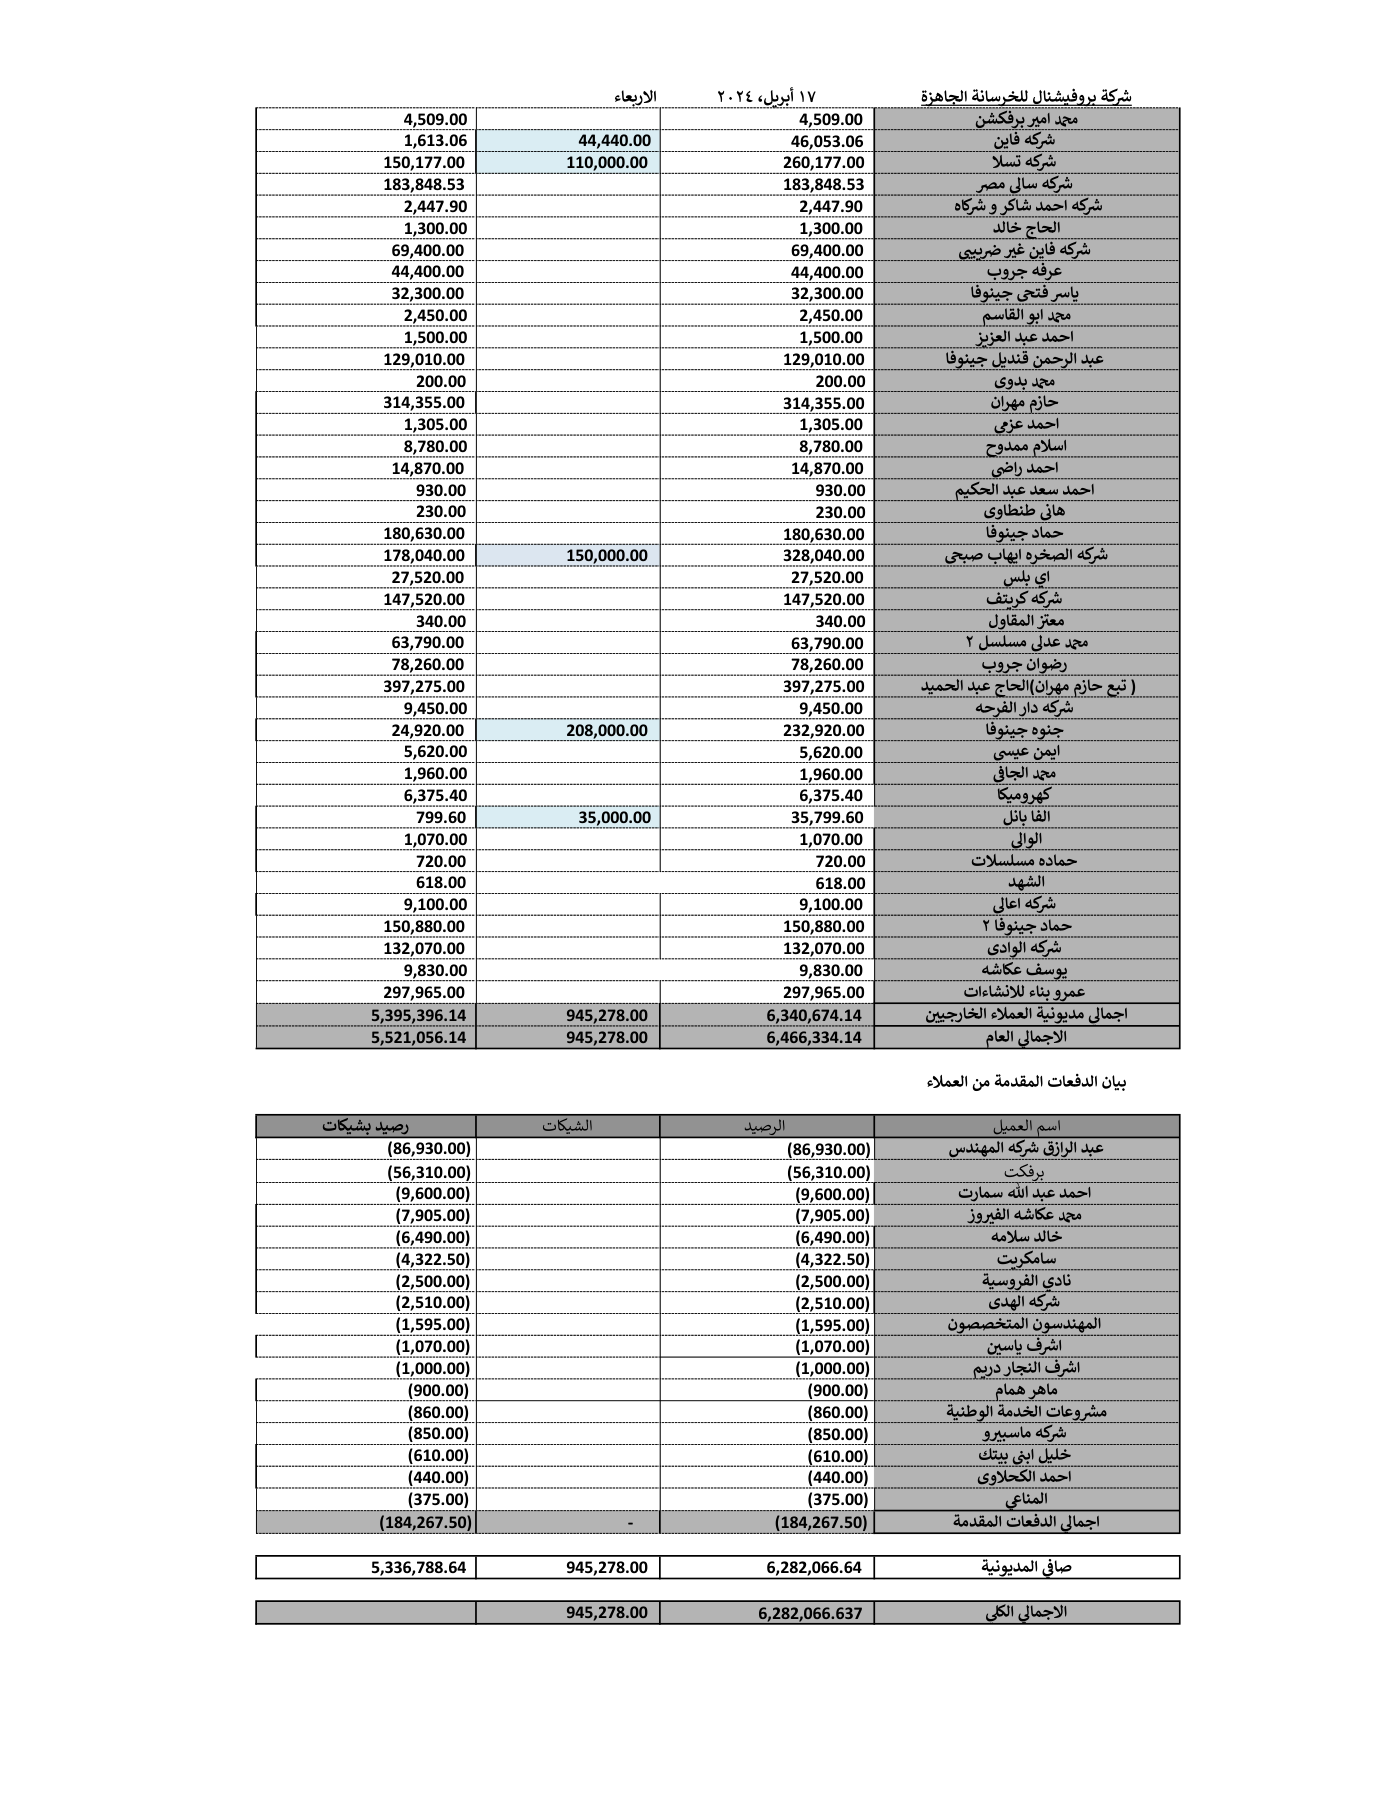 شركة بروفيشنال للخرسانة الجاهزة ١٧ أبريل، ٢٠٢٤ الاربعاء
محمد امير برفكشن 4,509.00 4,509.00
شركه فاين 46,053.06 44,440.00 1,613.06
شركه تسلا 260,177.00 110,000.00 150,177.00
شركه سالى مصر 183,848.53 183,848.53
شركه احمد شاكر و شركاه 2,447.90 2,447.90
الحاج خالد 1,300.00 1,300.00
شركه فاين غير ضريبيى 69,400.00 69,400.00
عرفه جروب 44,400.00 44,400.00
ياسر فتحى جينوفا 32,300.00 32,300.00
محمد ابو القاسم 2,450.00 2,450.00
احمد عبد العزيز 1,500.00 1,500.00
عبد الرحمن قنديل جينوفا 129,010.00 129,010.00
محمد بدوى 200.00 200.00
حازم مهران 314,355.00 314,355.00
احمد عزمى 1,305.00 1,305.00
اسلام ممدوح 8,780.00 8,780.00
احمد راضى 14,870.00 14,870.00
احمد سعد عبد الحكيم 930.00 930.00
هانى طنطاوى 230.00 230.00
حماد جينوفا 180,630.00 180,630.00
شركه الصخره ايهاب صبحى 328,040.00 150,000.00 178,040.00
اي بلس 27,520.00 27,520.00
شركه كريتف 147,520.00 147,520.00
معتز المقاول 340.00 340.00
محمد عدلى مسلسل ٢ 63,790.00 63,790.00
رضوان جروب 78,260.00 78,260.00
( تبع حازم مهران)الحاج عبد الحميد 397,275.00 397,275.00
شركه دار الفرحه 9,450.00 9,450.00
جنوه جينوفا 232,920.00 208,000.00 24,920.00
ايمن عيسى 5,620.00 5,620.00
محمد الجافى 1,960.00 1,960.00
كهروميكا 6,375.40 6,375.40
الفا بانل 35,799.60 35,000.00 799.60
الوالى 1,070.00 1,070.00
حماده مسلسلات 720.00 720.00
الشهد 618.00 618.00
شركه اعالى 9,100.00 9,100.00
حماد جينوفا ٢ 150,880.00 150,880.00
شركه الوادى 132,070.00 132,070.00
يوسف عكاشه 9,830.00 9,830.00
عمرو بناء للانشاءات 297,965.00 297,965.00
اجمالى مديونية العملاء الخارجيين 6,340,674.14 945,278.00 5,395,396.14
الاجمالي العام 6,466,334.14 945,278.00 5,521,056.14
بيان الدفعات المقدمة من العملاء
اسم العميل الرصيد الشيكات رصيد بشيكات
عبد الرازق شركه المهندس (86,930.00) (86,930.00)
برفكت (56,310.00) (56,310.00)
احمد عبد الله سمارت (9,600.00) (9,600.00)
محمد عكاشه الفيروز (7,905.00) (7,905.00)
خالد سلامه (6,490.00) (6,490.00)
سامكريت (4,322.50) (4,322.50)
نادي الفروسية (2,500.00) (2,500.00)
شركه الهدى (2,510.00) (2,510.00)
المهندسون المتخصصون (1,595.00) (1,595.00)
اشرف ياسين (1,070.00) (1,070.00)
اشرف النجار دريم (1,000.00) (1,000.00)
ماهر همام (900.00) (900.00)
مشروعات الخدمة الوطنية (860.00) (860.00)
شركه ماسبيرو (850.00) (850.00)
خليل ابنى بيتك (610.00) (610.00)
احمد الكحلاوى (440.00) (440.00)
المناعي (375.00) (375.00)
اجمالي الدفعات المقدمة (184,267.50) - (184,267.50)
صافي المديونية 6,282,066.64 945,278.00 5,336,788.64
الاجمالي الكلى 6,282,066.637 945,278.00